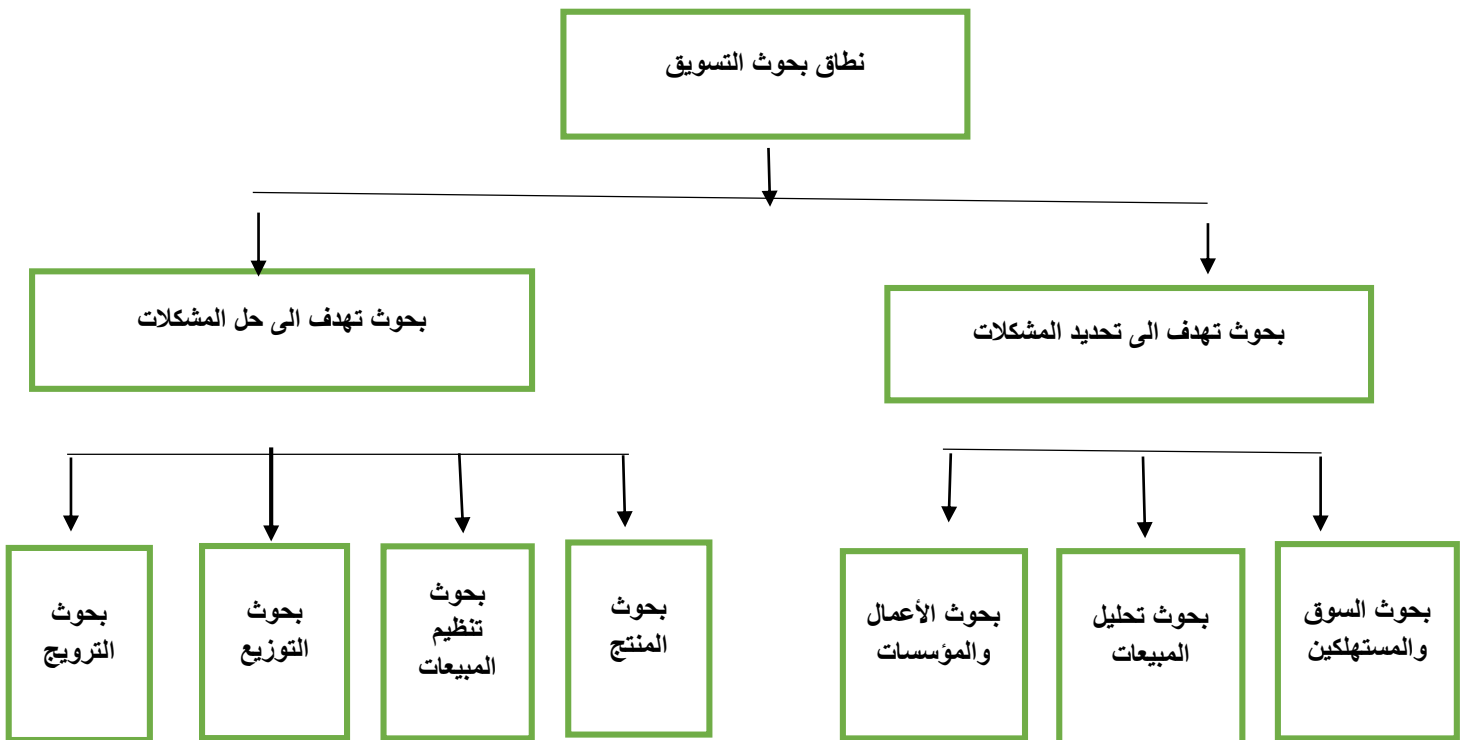 نطاق بحوث التسويق
بحوث تهدف الى تحديد المشكلات
بحوث تهدف الى حل المشكلات
بحوث السوق
والمستهلكين
بحوث تحليل
المبيعات
بحوث الأعمال
والمؤسسات
بحوث
المنتج
بحوث
تنظيم
المبيعات
بحوث
التوزيع
بحوث
الترويج